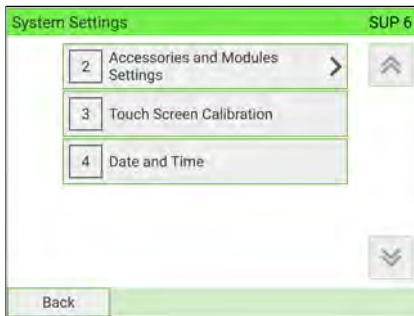 System Settings SUP 6
2 Accessories and Modules
Settings
3 Touch Screen Calibration
4 Date and Time
Back